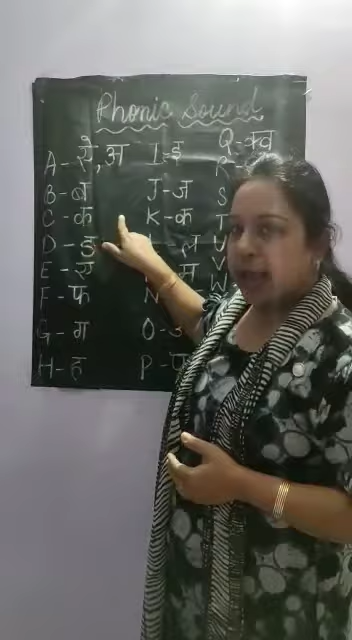 Phonic Sound
A - ऐ, अ
B - ब
C - क
D - ड
E - ए
F - फ
G - ग
H - ह
I - इ
J - ज
K - क
L - ल
म
N
O -
P - प
Q - क्व
R -
S
T
U
V
W